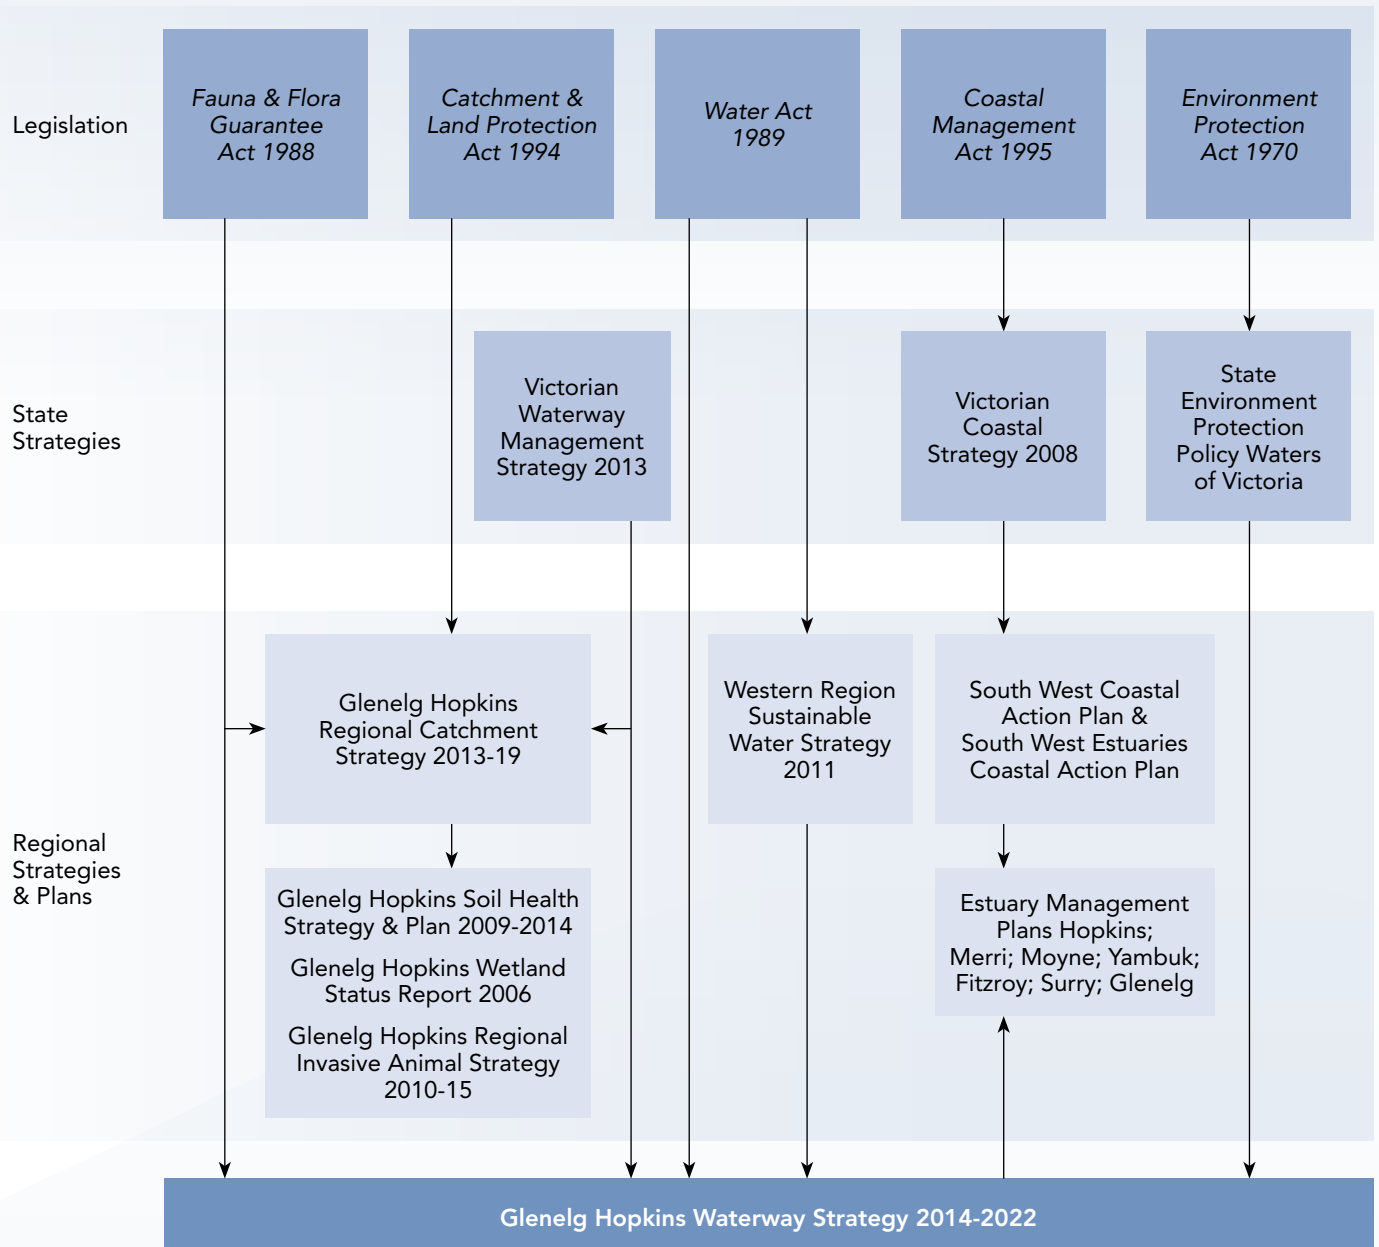 Legislation
Fauna & Flora
Guarantee
Act 1988
Catchment &
Land Protection
Act 1994
Water Act
1989
Coastal
Management
Act 1995
Environment
Protection
Act 1970
State
Strategies
Victorian
Waterway
Management
Strategy 2013
Victorian
Coastal
Strategy 2008
State
Environment
Protection
Policy Waters
of Victoria
Regional
Strategies
& Plans
Glenelg Hopkins
Regional Catchment
Strategy 2013-19
Western Region
Sustainable
Water Strategy
2011
South West Coastal
Action Plan &
South West Estuaries
Coastal Action Plan
Glenelg Hopkins Soil Health
Strategy & Plan 2009-2014
Glenelg Hopkins Wetland
Status Report 2006
Glenelg Hopkins Regional
Invasive Animal Strategy
2010-15
Estuary Management
Plans Hopkins;
Merri; Moyne; Yambuk;
Fitzroy; Surry; Glenelg
Glenelg Hopkins Waterway Strategy 2014-2022